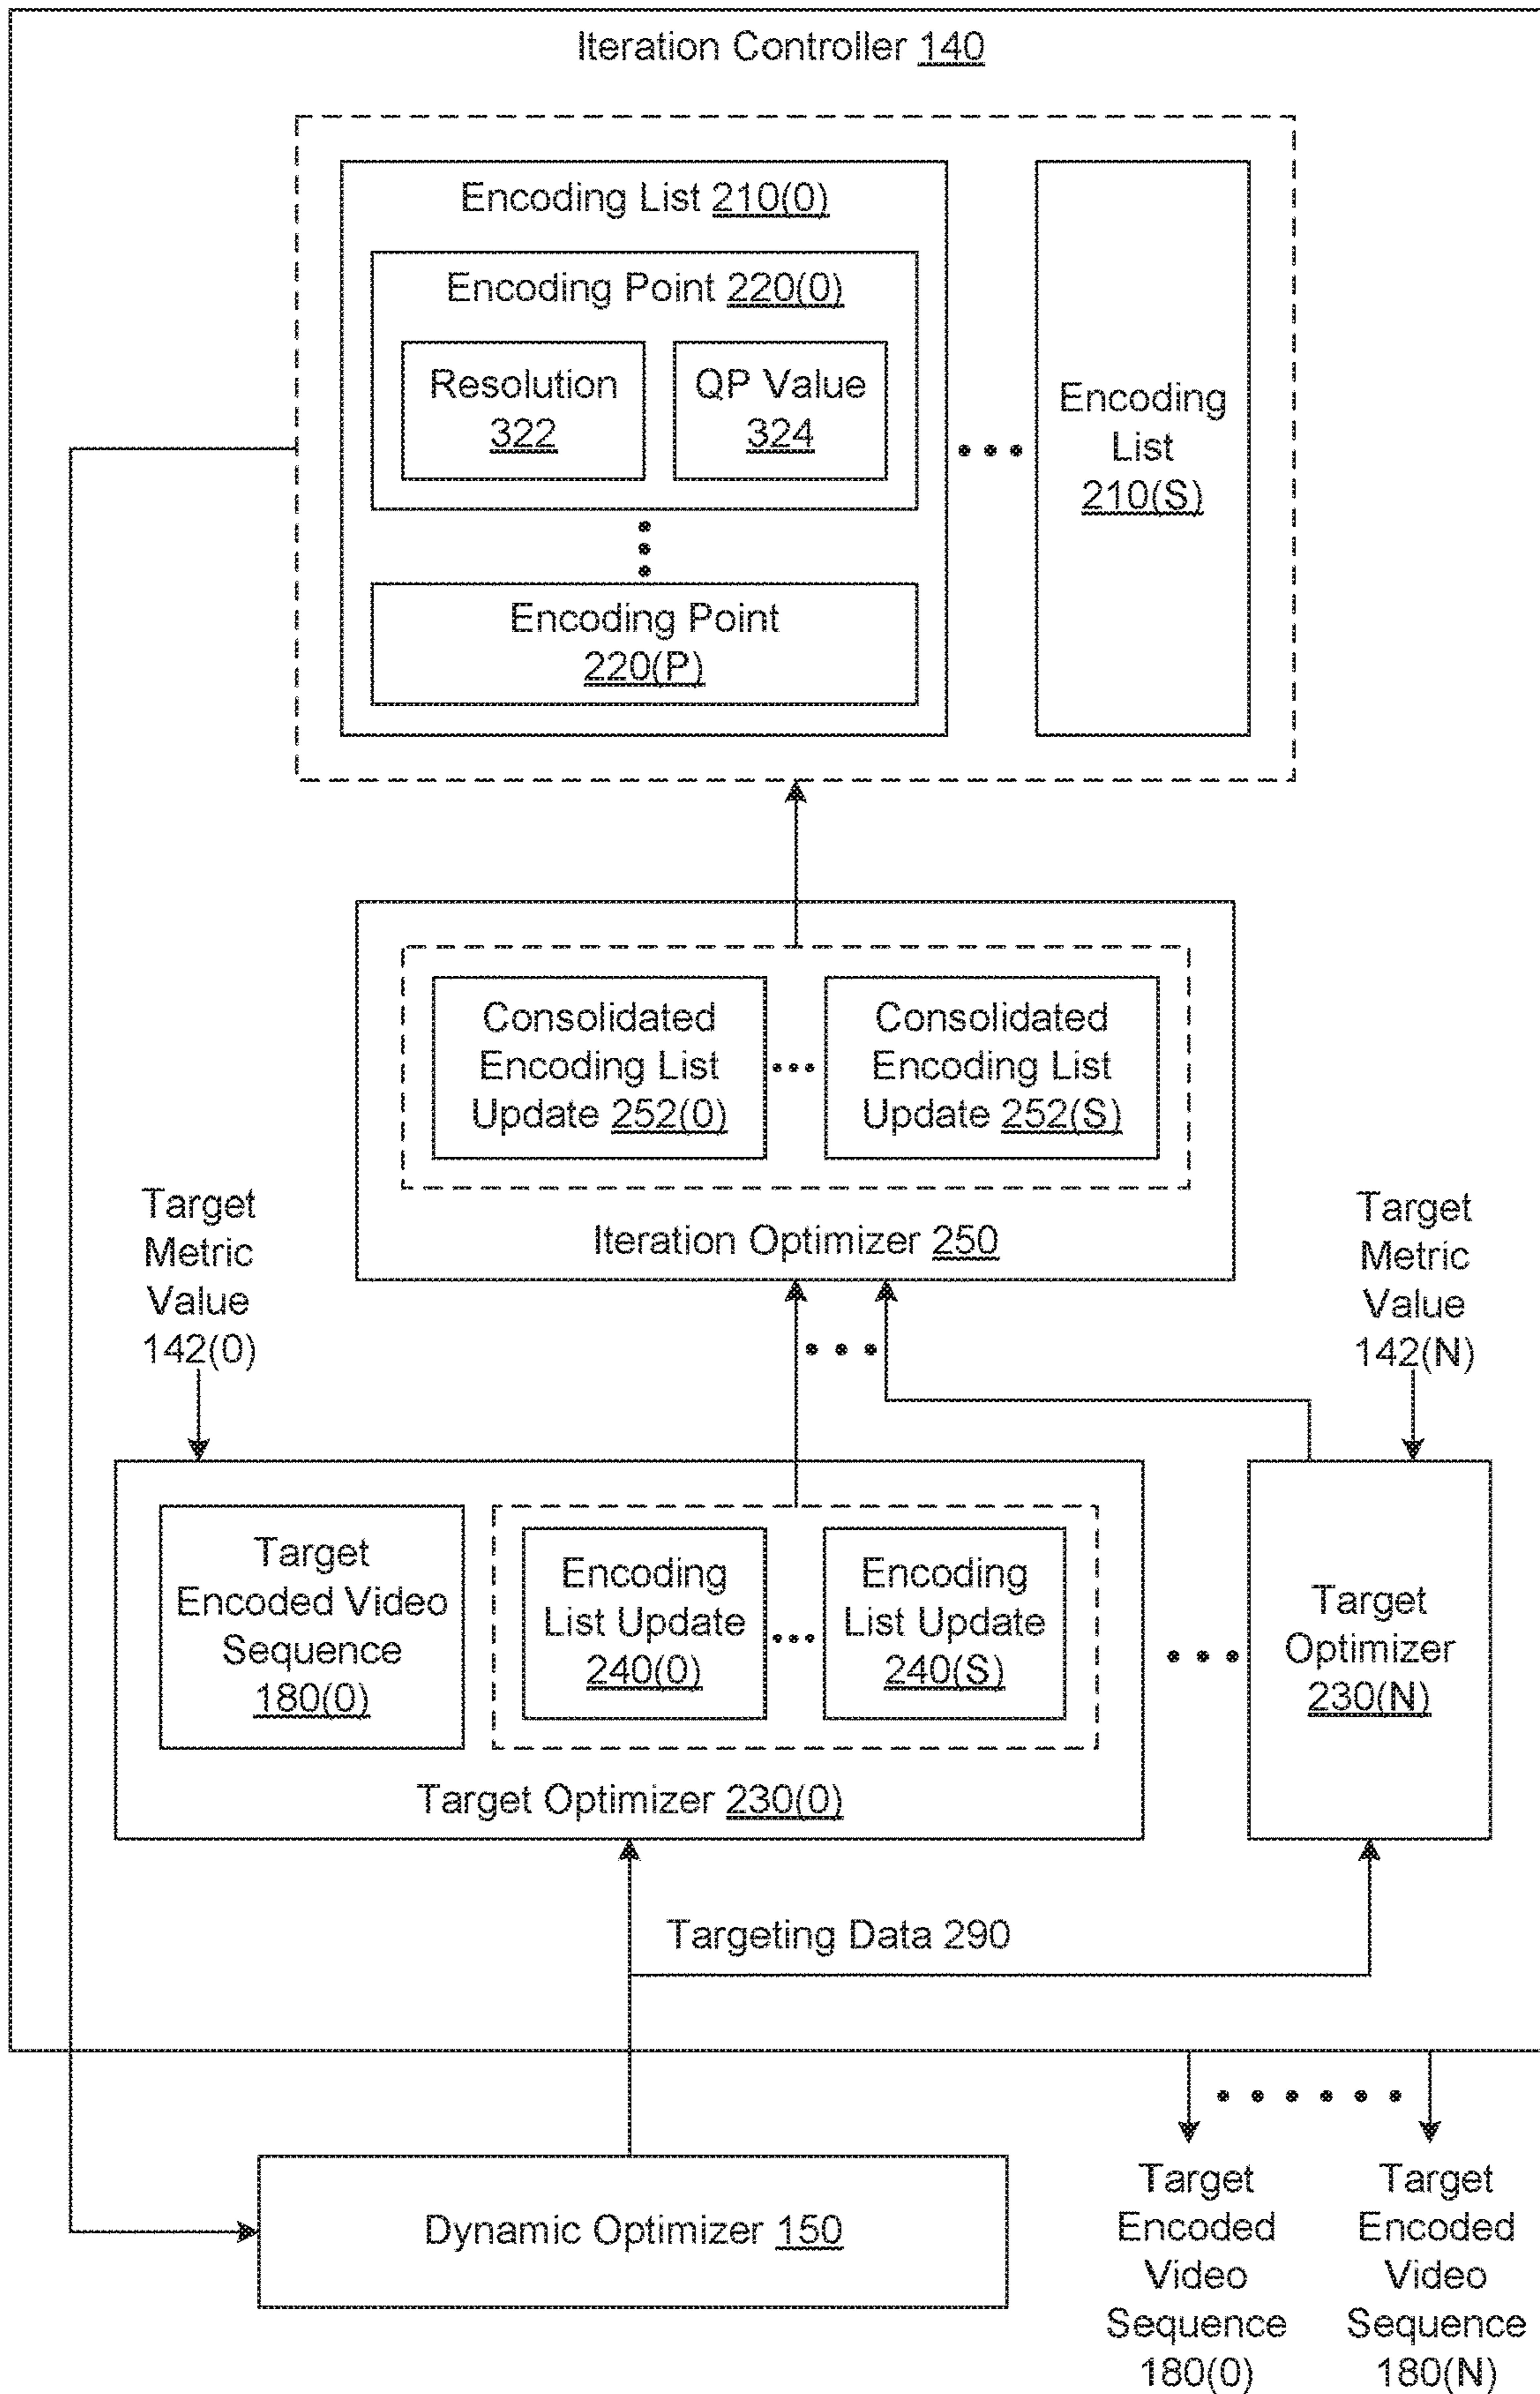 Iteration Controller 140
Encoding List 210(0)
Encoding Point 220(0)
Resolution
322
QP Value
324
Encoding Point
220(P)
Encoding
List
210(S)
Consolidated
Encoding List
Update 252(0)
Consolidated
Encoding List
Update 252(S)
Iteration Optimizer 250
Target
Metric
Value
142(0)
Target
Metric
Value
142(N)
Target
Encoded Video
Sequence
180(0)
Encoding
List Update
240(0)
Encoding
List Update
240(S)
Target Optimizer 230(0)
Target
Optimizer
230(N)
Targeting Data 290
Dynamic Optimizer 150
Target
Encoded
Video
Sequence
180(0)
Target
Encoded
Video
Sequence
180(N)